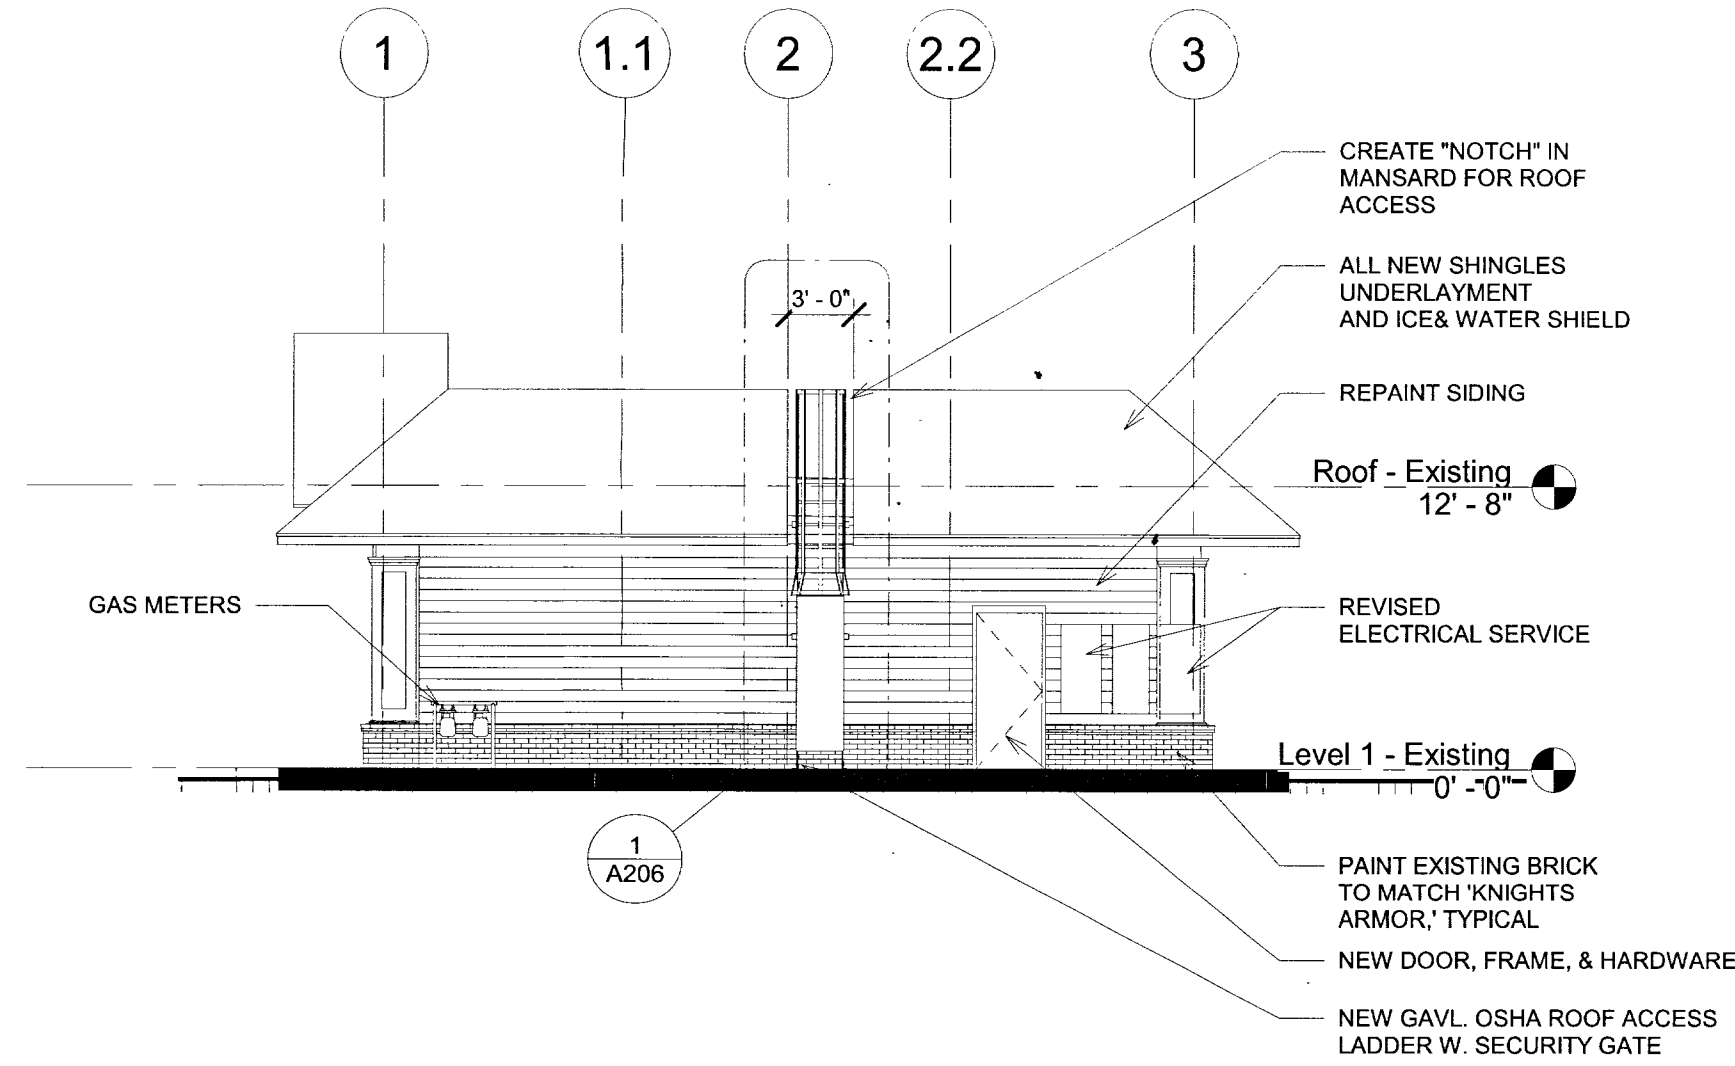 1
1.1
2
2.2
3
CREATE "NOTCH" IN
MANSARD FOR ROOF
ACCESS
ALL NEW SHINGLES
UNDERLAYMENT
AND ICE& WATER SHIELD
3' - 0"
REPAINT SIDING
Roof - Existing
12' - 8"
GAS METERS
REVISED
ELECTRICAL SERVICE
Level 1 - Existing
0' - 0"
1
A206
PAINT EXISTING BRICK
TO MATCH 'KNIGHTS
ARMOR,' TYPICAL
NEW DOOR, FRAME, & HARDWARE
NEW GAVL. OSHA ROOF ACCESS
LADDER W. SECURITY GATE